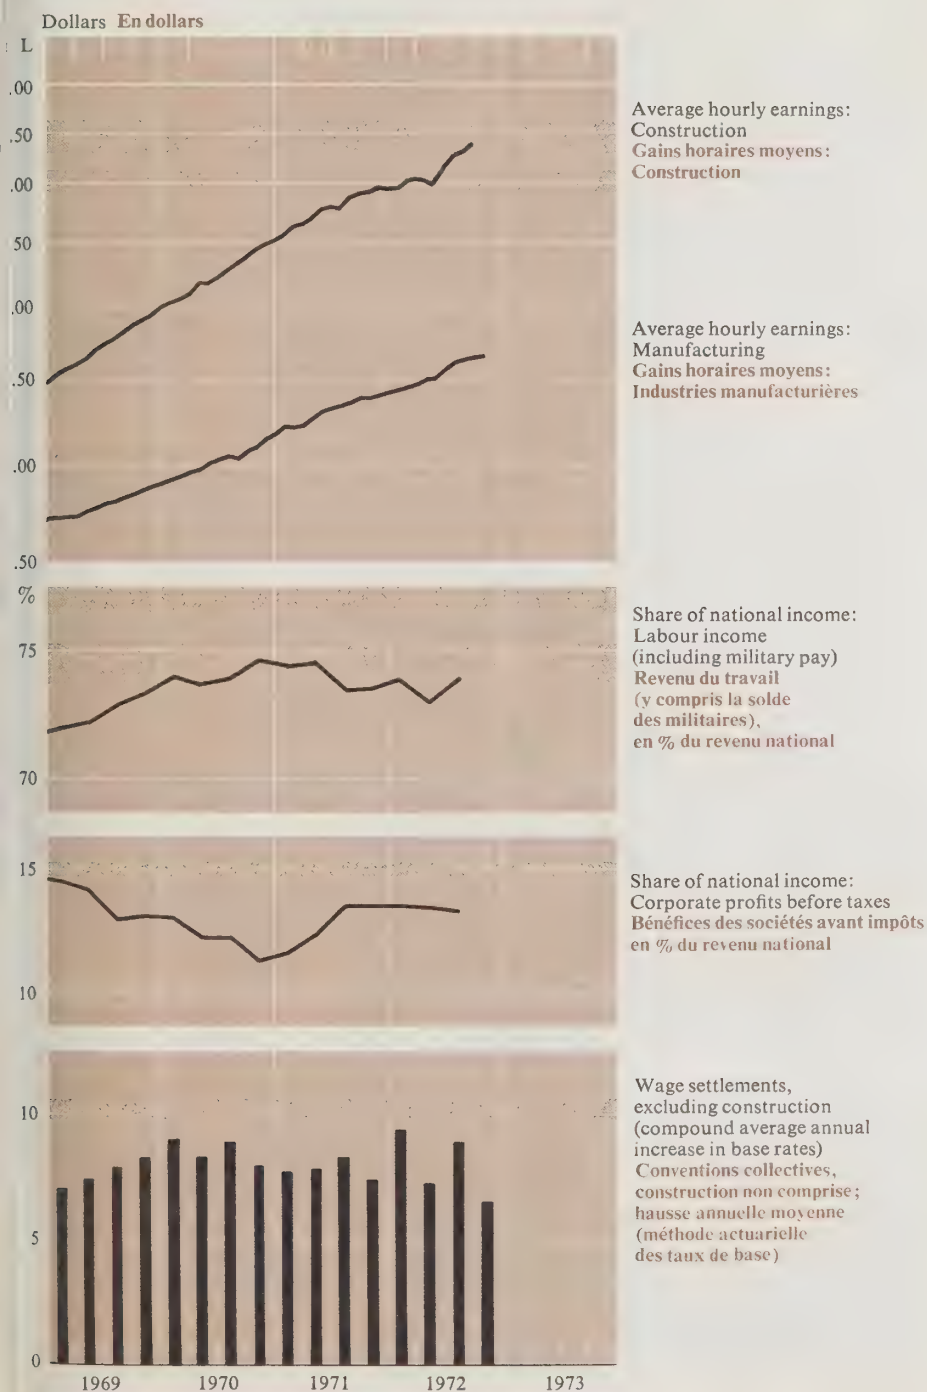 Dollars En dollars
L
.00
.50
.00
50
.00
.50
.00
.50
Average hourly earnings:
Construction
Gains horaires moyens:
Construction
Average hourly earnings:
Manufacturing
Gains horaires moyens:
Industries manufacturières
%
75
70
Share of national income:
Labour income
(including military pay)
Revenu du travail
(y compris la solde
des militaires),
en % du revenu national
15
10
Share of national income:
Corporate profits before taxes
Bénéfices des sociétés avant impôts
en % du revenu national
10
5
0
Wage settlements,
excluding construction
(compound average annual
increase in base rates)
Conventions collectives,
construction non comprise;
hausse annuelle moyenne
(méthode actuarielle
des taux de base)
1969 1970 1971 1972 1973